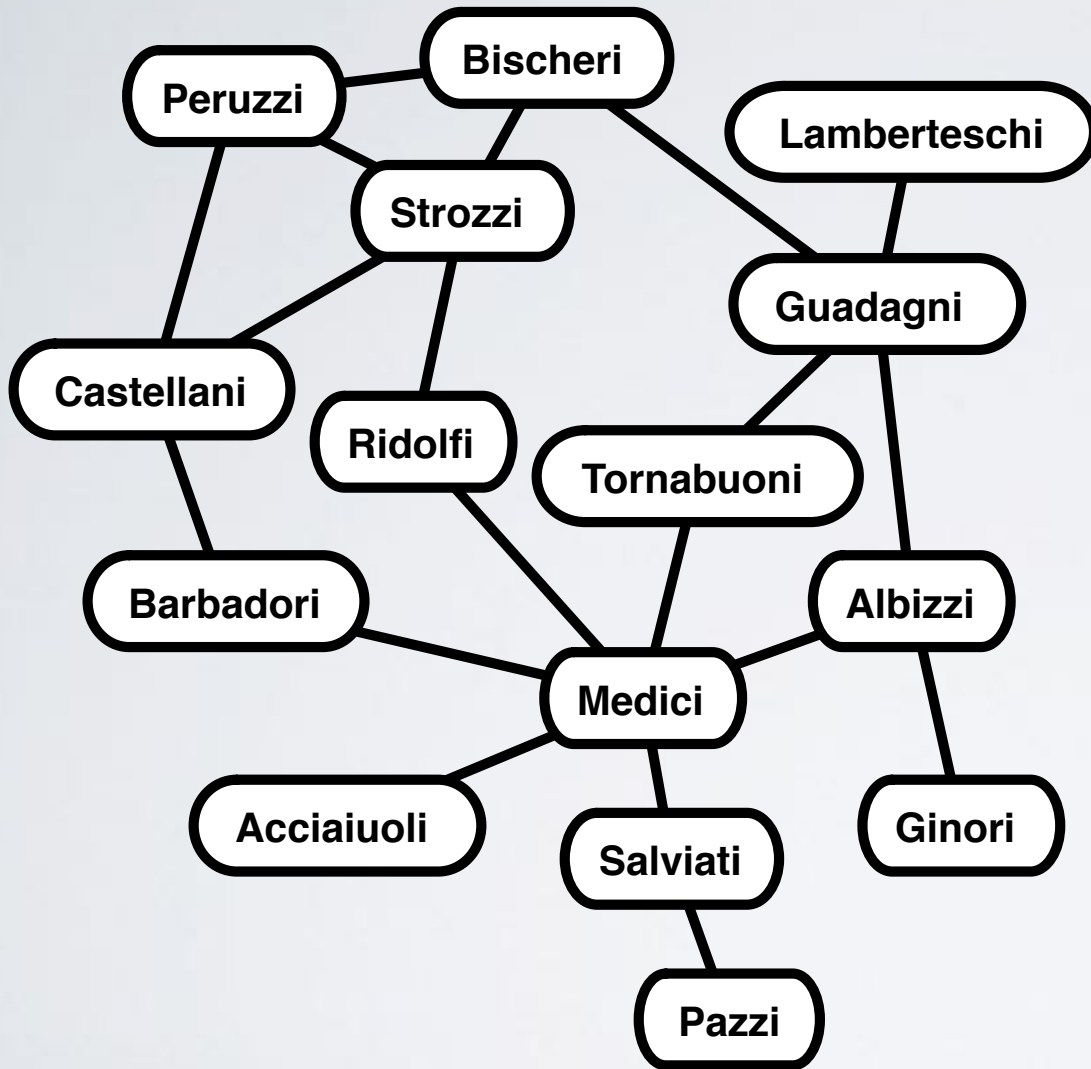 Bischeri
Peruzzi
Lamberteschi
Strozzi
Guadagni
Castellani
Ridolfi
Tornabuoni
Barbadori
Albizzi
Medici
Acciaiuoli
Ginori
Salviati
Pazzi